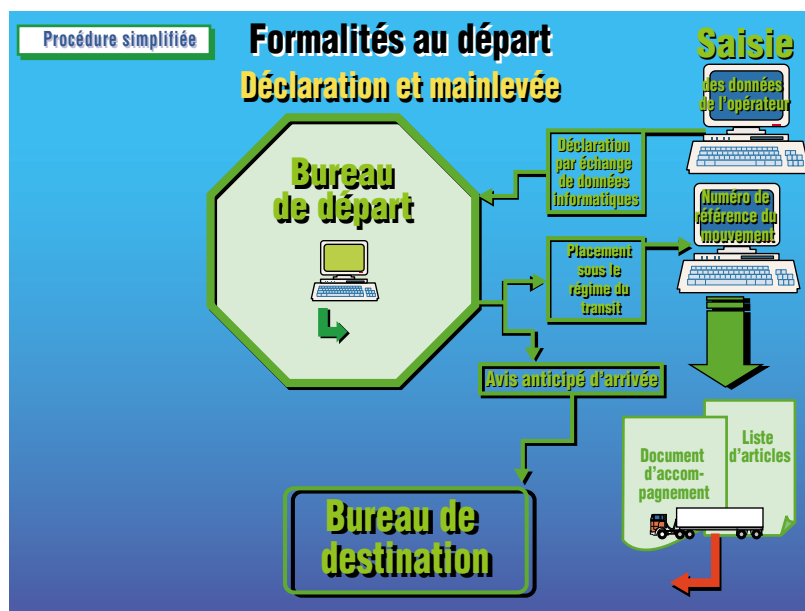 Procédure simplifiée
Formalités au départ
Déclaration et mainlevée
Saisie
des données
de l'opérateur
Déclaration
par échange
de données
informatiques
Bureau
de départ
Numéro de
référence du
mouvement
Placement
sous le
régime du
transit
Avis anticipé d'arrivée
Liste
d'articles
Document
d'accom-
pagnement
Bureau de
destination